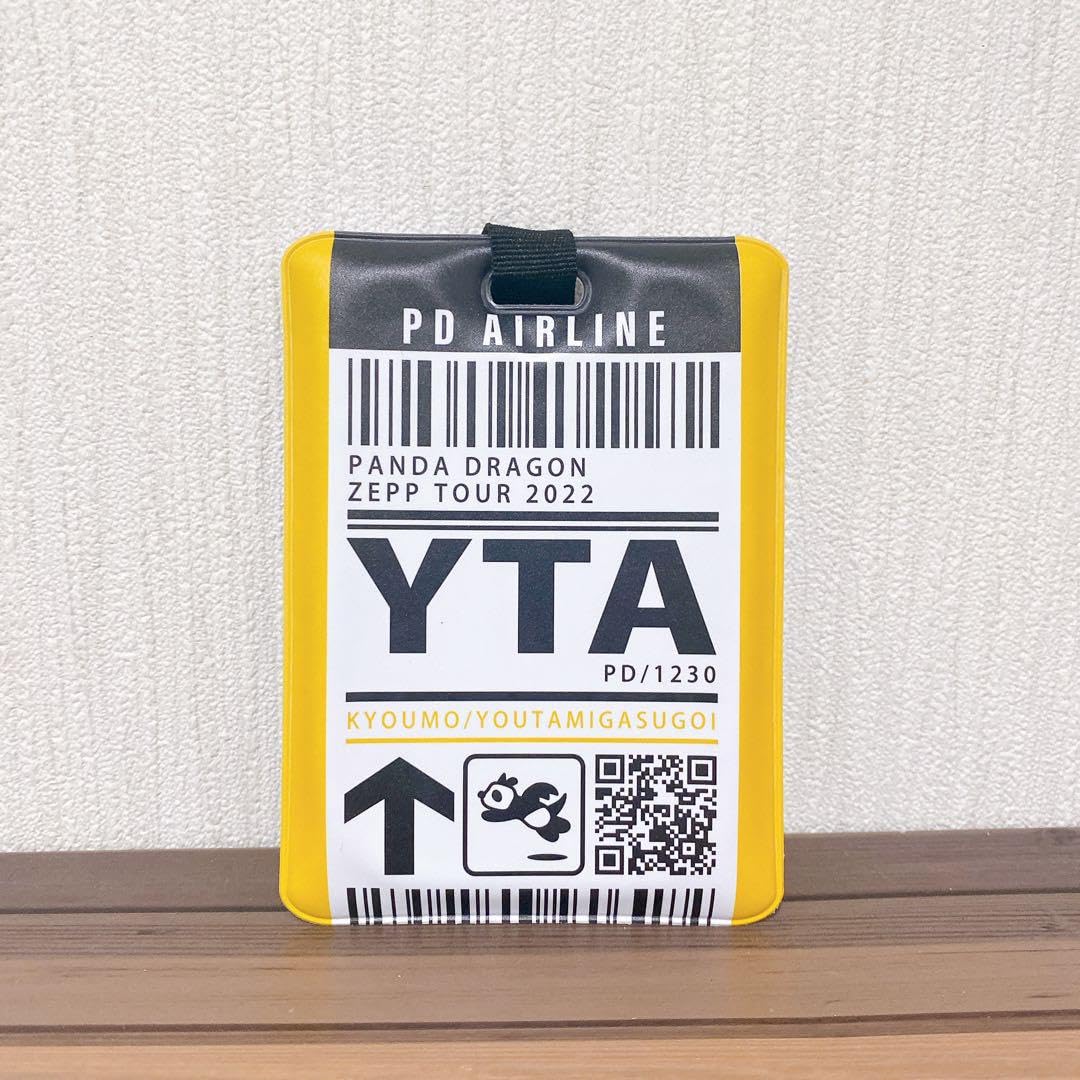 PD AIRLINE
PANDA DRAGON
ZEPP TOUR 2022
YTA
PD/1230
KYOUMO/YOUTAMIGASUGOI